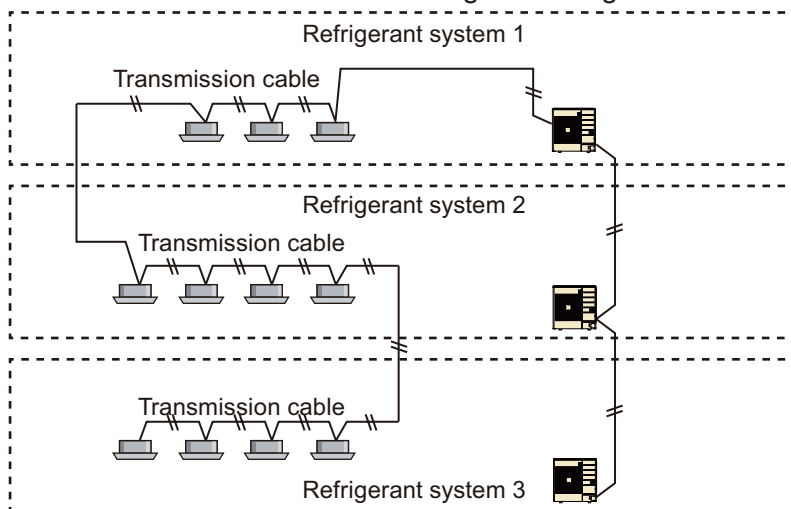 Refrigerant system 1
Transmission cable
Refrigerant system 2
Transmission cable
Transmission cable
Refrigerant system 3